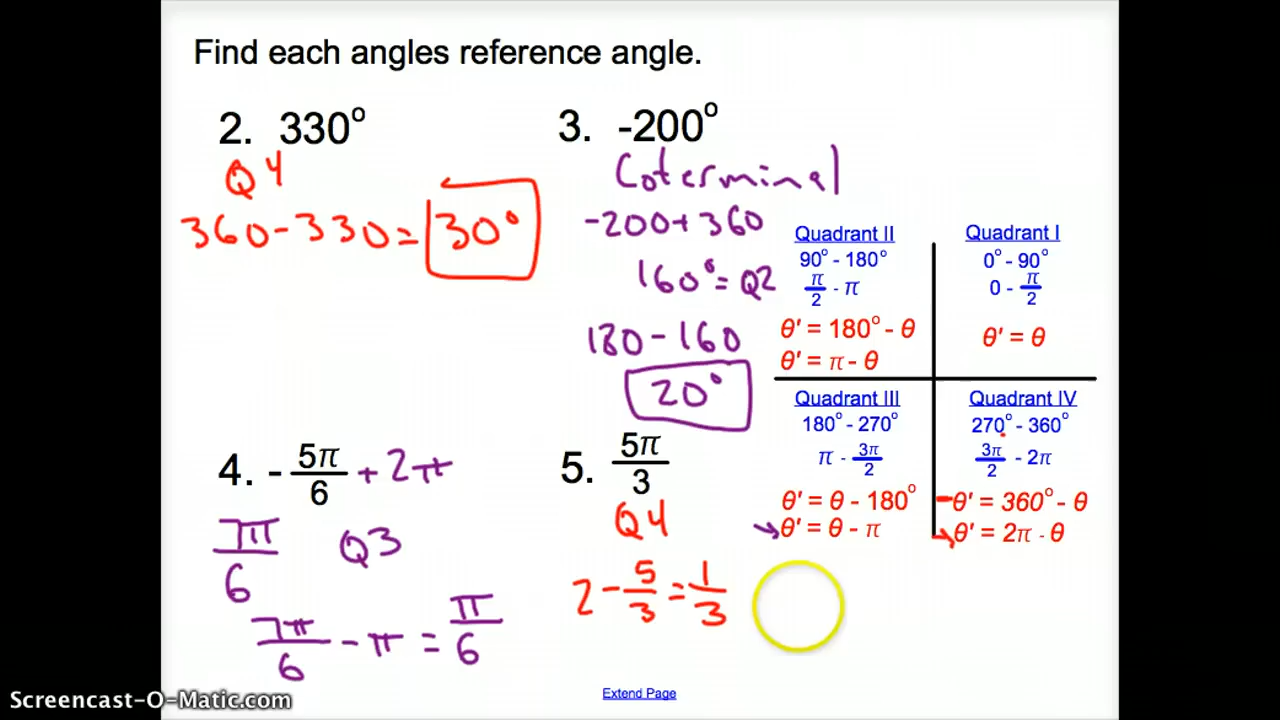 Find each angles reference angle.
2. 330°
Q4
360-330=30°
3. -200°
Coterminal
-200+360
160°=Q2
180-160
20°
Quadrant II
90° - 180°
π/2 - π
θ' = 180° - θ
θ' = π - θ
Quadrant I
0° - 90°
0 - π/2
θ' = θ
Quadrant III
180° - 270°
π - 3π/2
θ' = θ - 180°
θ' = θ - π
Quadrant IV
270° - 360°
3π/2 - 2π
θ' = 360° - θ
θ' = 2π - θ
4. - 5π/6 + 2π
7π/6 Q3
7π/6 - π = π/6
5. 5π/3
Q4
2 - 5/3 = 1/3
Extend Page
Screencast-O-Matic.com